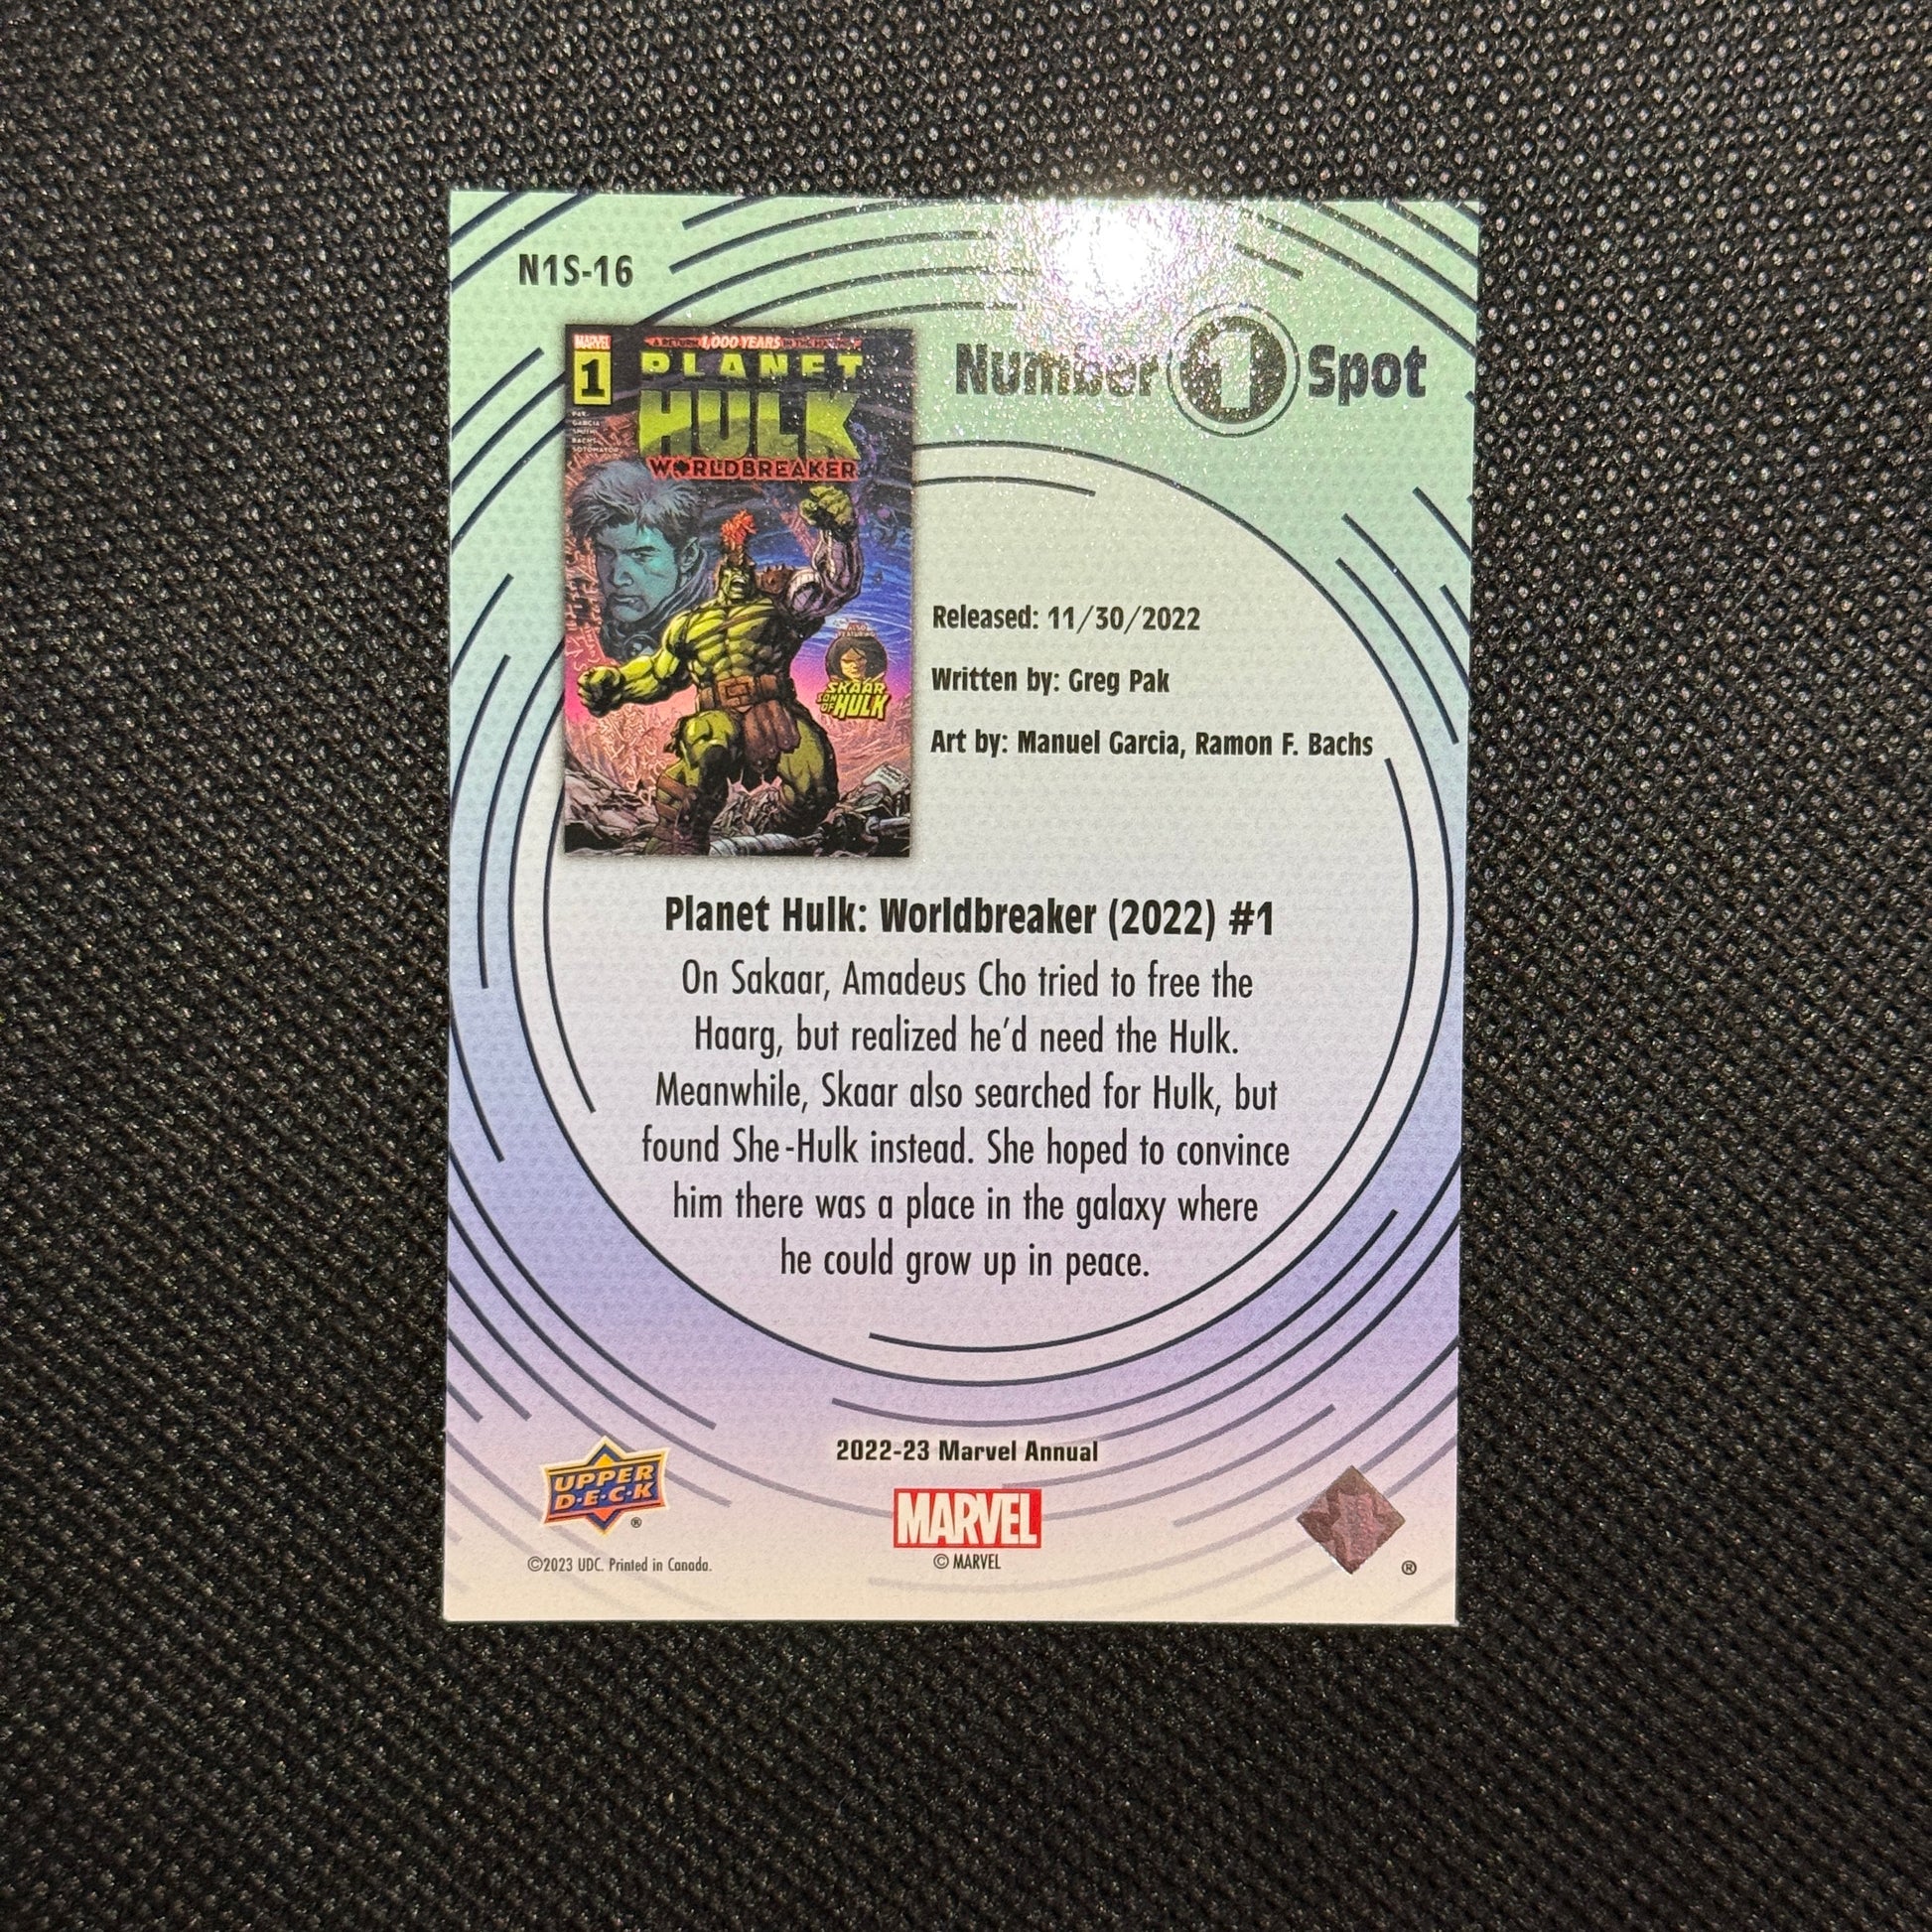 N1S-16
Number 1 Spot
MARVEL
1
A RETURN 1,000 YEARS IN THE MAKING
PLANET
HULK
WORLDBREAKER
PAK
GARCIA
SMITH
BACHS
SOTOMAYOR
ALSO
FEATURING
SKAAR
SON
OF HULK
Released: 11/30/2022
Written by: Greg Pak
Art by: Manuel Garcia, Ramon F. Bachs
Planet Hulk: Worldbreaker (2022) #1
On Sakaar, Amadeus Cho tried to free the
Haarg, but realized he'd need the Hulk.
Meanwhile, Skaar also searched for Hulk, but
found She-Hulk instead. She hoped to convince
him there was a place in the galaxy where
he could grow up in peace.
2022-23 Marvel Annual
UPPER
D·E·C·K
®
MARVEL
©2023 UDC. Printed in Canada.
© MARVEL
®